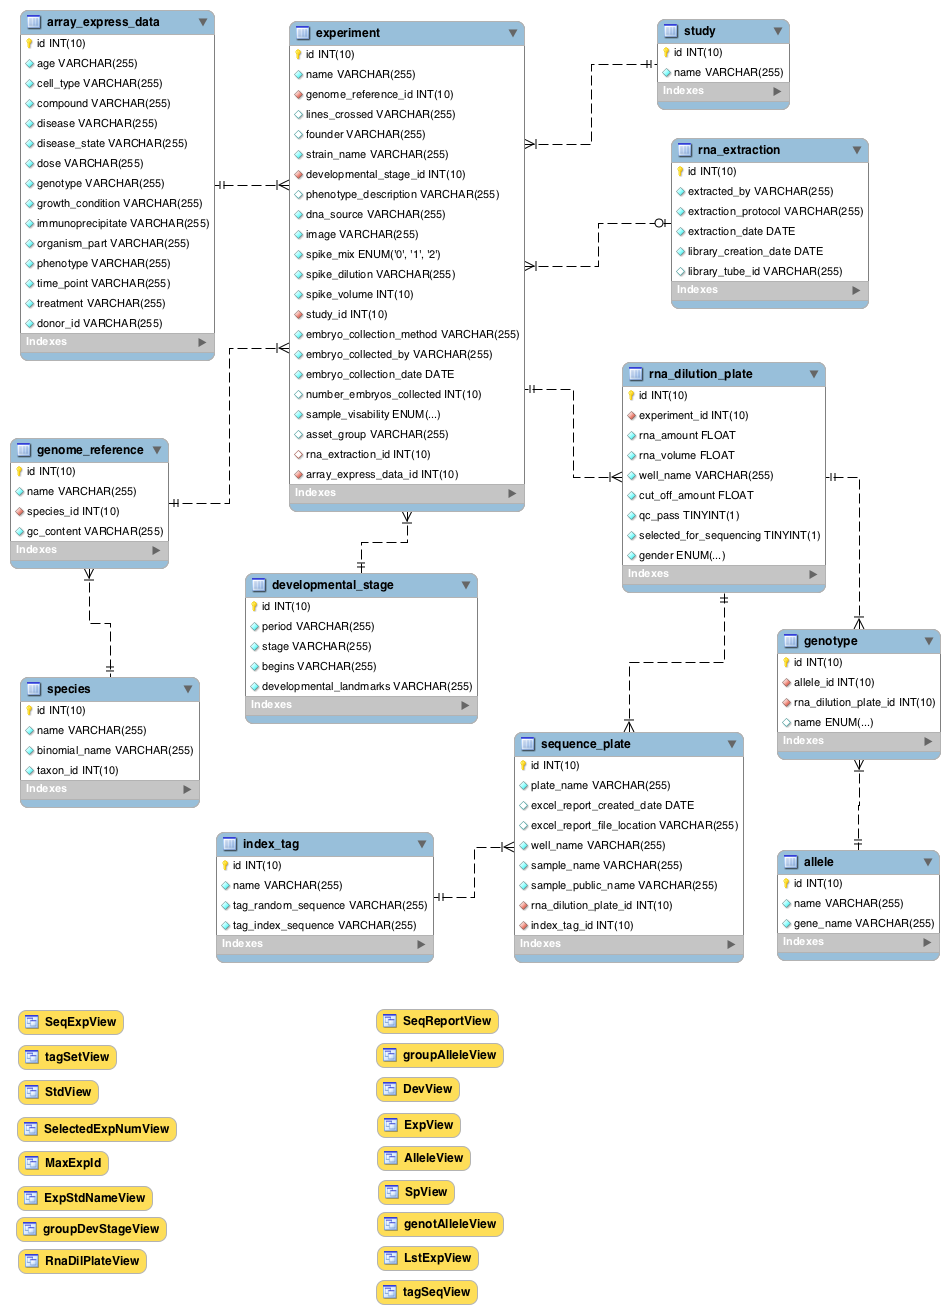 array_express_data
id INT(10)
age VARCHAR(255)
cell_type VARCHAR(255)
compound VARCHAR(255)
disease VARCHAR(255)
disease_state VARCHAR(255)
dose VARCHAR(255)
genotype VARCHAR(255)
growth_condition VARCHAR(255)
immunoprecipitate VARCHAR(255)
organism_part VARCHAR(255)
phenotype VARCHAR(255)
time_point VARCHAR(255)
treatment VARCHAR(255)
donor_id VARCHAR(255)
Indexes
experiment
id INT(10)
name VARCHAR(255)
genome_reference_id INT(10)
lines_crossed VARCHAR(255)
founder VARCHAR(255)
strain_name VARCHAR(255)
developmental_stage_id INT(10)
phenotype_description VARCHAR(255)
dna_source VARCHAR(255)
image VARCHAR(255)
spike_mix ENUM('0', '1', '2')
spike_dilution VARCHAR(255)
spike_volume INT(10)
study_id INT(10)
embryo_collection_method VARCHAR(255)
embryo_collected_by VARCHAR(255)
embryo_collection_date DATE
number_embryos_collected INT(10)
sample_visability ENUM(...)
asset_group VARCHAR(255)
rna_extraction_id INT(10)
array_express_data_id INT(10)
Indexes
study
id INT(10)
name VARCHAR(255)
Indexes
rna_extraction
id INT(10)
extracted_by VARCHAR(255)
extraction_protocol VARCHAR(255)
extraction_date DATE
library_creation_date DATE
library_tube_id VARCHAR(255)
Indexes
rna_dilution_plate
id INT(10)
experiment_id INT(10)
rna_amount FLOAT
rna_volume FLOAT
well_name VARCHAR(255)
cut_off_amount FLOAT
qc_pass TINYINT(1)
selected_for_sequencing TINYINT(1)
gender ENUM(...)
Indexes
genome_reference
id INT(10)
name VARCHAR(255)
species_id INT(10)
gc_content VARCHAR(255)
Indexes
developmental_stage
id INT(10)
period VARCHAR(255)
stage VARCHAR(255)
begins VARCHAR(255)
developmental_landmarks VARCHAR(255)
Indexes
genotype
id INT(10)
allele_id INT(10)
rna_dilution_plate_id INT(10)
name ENUM(...)
Indexes
species
id INT(10)
name VARCHAR(255)
binomial_name VARCHAR(255)
taxon_id INT(10)
Indexes
sequence_plate
id INT(10)
plate_name VARCHAR(255)
excel_report_created_date DATE
excel_report_file_location VARCHAR(255)
well_name VARCHAR(255)
sample_name VARCHAR(255)
sample_public_name VARCHAR(255)
rna_dilution_plate_id INT(10)
index_tag_id INT(10)
Indexes
index_tag
id INT(10)
name VARCHAR(255)
tag_random_sequence VARCHAR(255)
tag_index_sequence VARCHAR(255)
Indexes
allele
id INT(10)
name VARCHAR(255)
gene_name VARCHAR(255)
Indexes
SeqExpView
tagSetView
StdView
SelectedExpNumView
MaxExpId
ExpStdNameView
groupDevStageView
RnaDilPlateView
SeqReportView
groupAlleleView
DevView
ExpView
AlleleView
SpView
genotAlleleView
LstExpView
tagSeqView